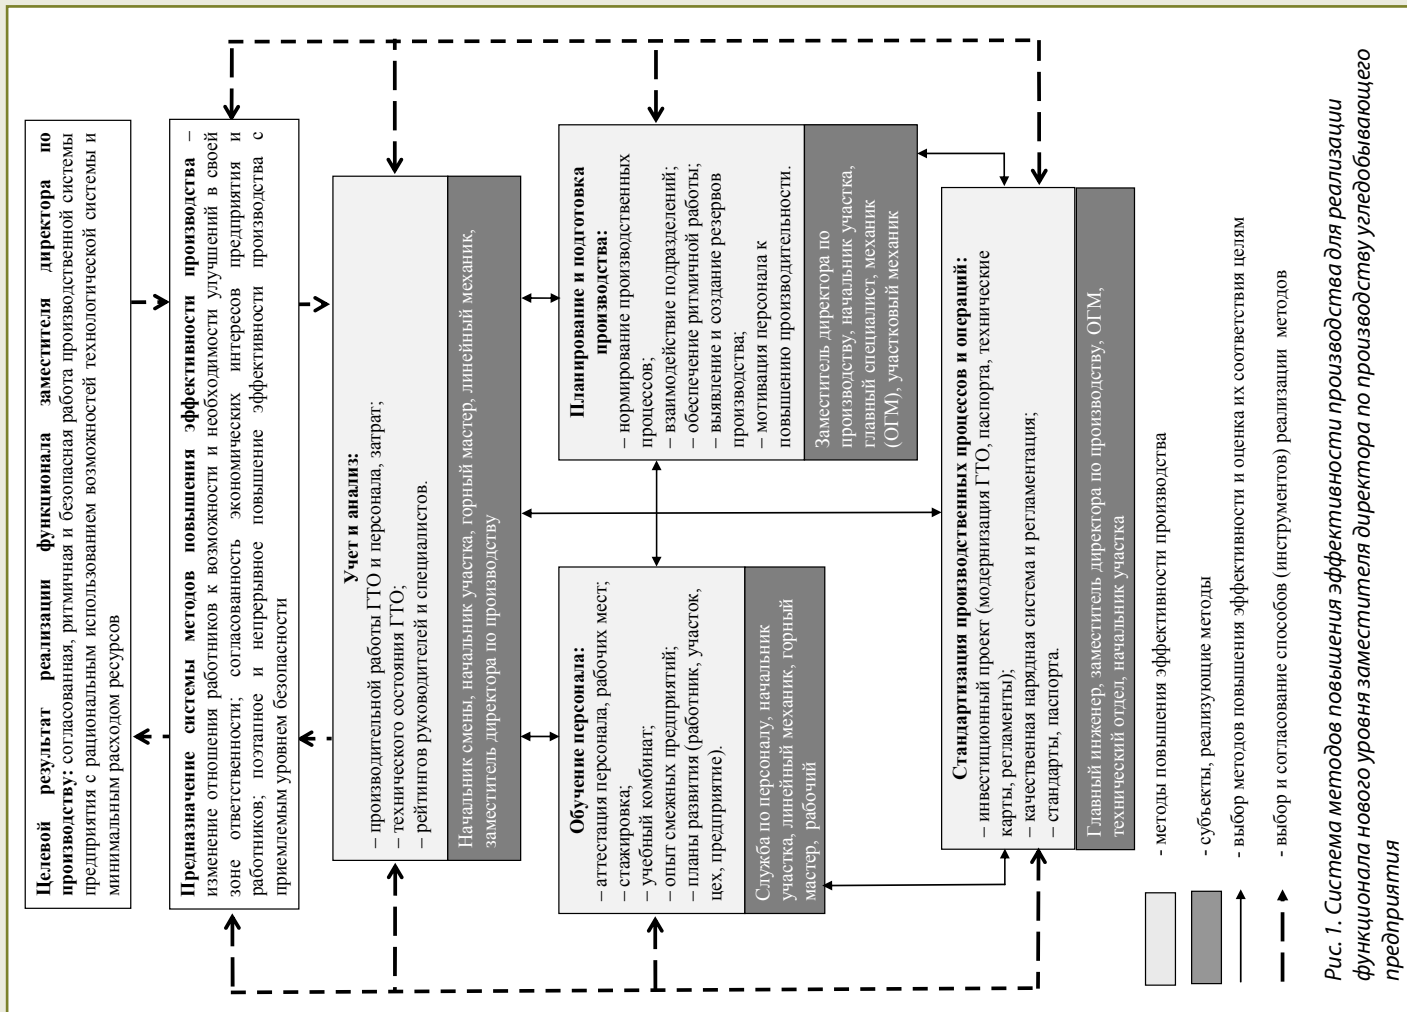 Целевой результат реализации функционала заместителя директора по
производству: согласованная, ритмичная и безопасная работа производственной системы
предприятия с рациональным использованием возможностей технологической системы и
минимальным расходом ресурсов
Предназначение системы методов повышения эффективности производства –
изменение отношения работников к возможности и необходимости улучшений в своей
зоне ответственности; согласованность экономических интересов предприятия и
работников; поэтапное и непрерывное повышение эффективности производства с
приемлемым уровнем безопасности
Учет и анализ:
– производительной работы ГТО и персонала, затрат;
– технического состояния ГТО;
– рейтингов руководителей и специалистов.
Начальник смены, начальник участка, горный мастер, линейный механик,
заместитель директора по производству
Обучение персонала:
– аттестация персонала, рабочих мест;
– стажировка;
– учебный комбинат;
– опыт смежных предприятий;
– планы развития (работник, участок,
цех, предприятие).
Служба по персоналу, начальник
участка, линейный механик, горный
мастер, рабочий
Планирование и подготовка
производства:
– нормирование производственных
процессов;
– взаимодействие подразделений;
– обеспечение ритмичной работы;
– выявление и создание резервов
производства;
– мотивация персонала к
повышению производительности.
Заместитель директора по
производству, начальник участка,
главный специалист, механик
(ОГМ), участковый механик
Стандартизация производственных процессов и операций:
– инвестиционный проект (модернизация ГТО, паспорта, технические
карты, регламенты);
– качественная нарядная система и регламентация;
– стандарты, паспорта.
Главный инженер, заместитель директора по производству, ОГМ,
технический отдел, начальник участка
- методы повышения эффективности производства
- субъекты, реализующие методы
- выбор методов повышения эффективности и оценка их соответствия целям
- выбор и согласование способов (инструментов) реализации методов
Рис. 1. Система методов повышения эффективности производства для реализации
функционала нового уровня заместителя директора по производству угледобывающего
предприятия